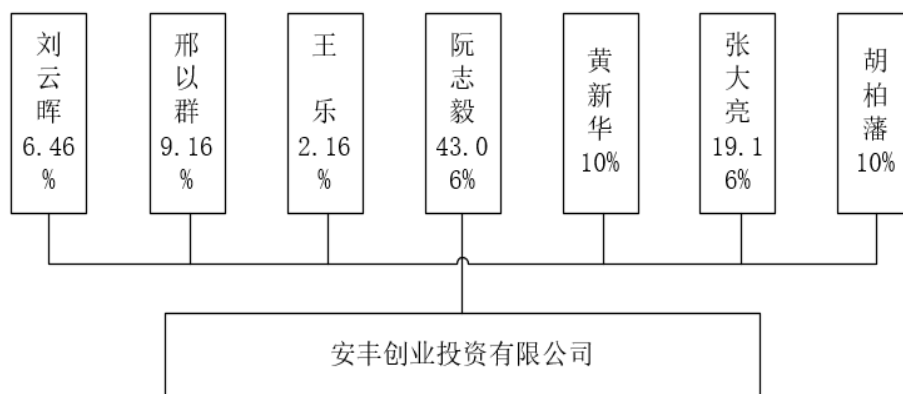 刘云晖
6.46
%
邢以群
9.16
%
王 乐
2.16
%
阮志毅
43.0
6%
黄新华
10%
张大亮
19.1
6%
胡柏藩
10%
安丰创业投资有限公司